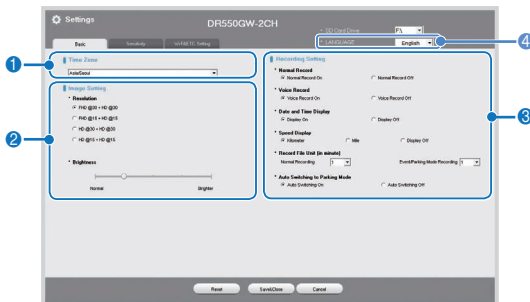 Settings
DR550GW-2CH
SD Card Drive F:\
LANGUAGE English
4
Basic Sensitivity Wi-Fi/ETC Setting
1
Time Zone
Asia/Seoul
Recording Setting
Normal Record
Normal Record On Normal Record Off
Voice Record
Voice Record On Voice Record Off
Date and Time Display
Display On Display Off
Speed Display
Kilometer Mile Display Off
Record File Unit (in minute)
Normal Recording 1 Event/Parking Mode Recording 1
Auto Switching to Parking Mode
Auto Switching On Auto Switching Off
3
2
Image Setting
Resolution
FHD @30 + HD @30
FHD @15 + HD @15
HD @30 + HD @30
HD @15 + HD @15
Brightness
Normal Brighter
Reset Save&Close Cancel